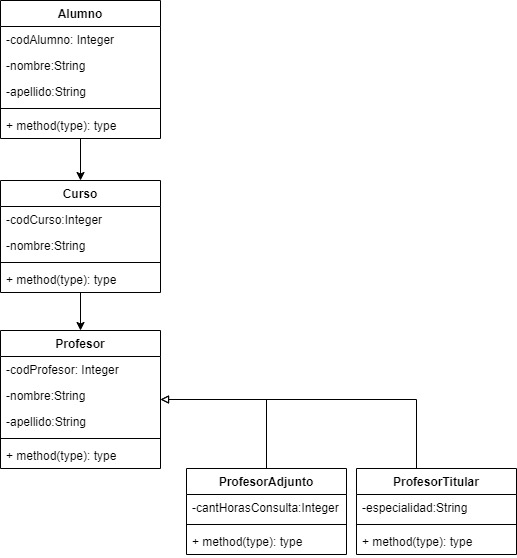 Alumno
-codAlumno: Integer
-nombre:String
-apellido:String
+ method(type): type
Curso
-codCurso:Integer
-nombre:String
+ method(type): type
Profesor
-codProfesor: Integer
-nombre:String
-apellido:String
+ method(type): type
ProfesorAdjunto
-cantHorasConsulta:Integer
+ method(type): type
ProfesorTitular
-especialidad:String
+ method(type): type